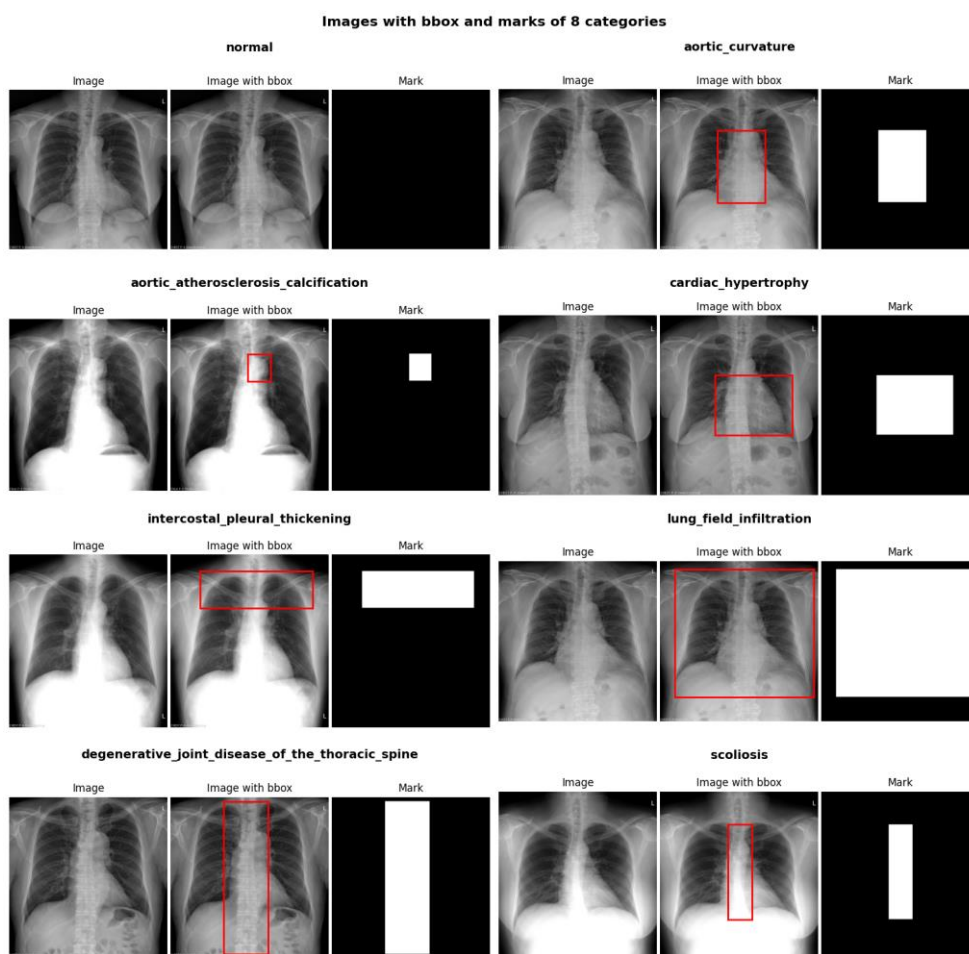 Images with bbox and marks of 8 categories
normal
Image
Image with bbox
Mark
L
L
aortic_curvature
Image
Image with bbox
Mark
L
L
aortic_atherosclerosis_calcification
Image
Image with bbox
Mark
L
L
cardiac_hypertrophy
Image
Image with bbox
Mark
L
L
intercostal_pleural_thickening
Image
Image with bbox
Mark
L
L
lung_field_infiltration
Image
Image with bbox
Mark
L
L
degenerative_joint_disease_of_the_thoracic_spine
Image
Image with bbox
Mark
L
L
scoliosis
Image
Image with bbox
Mark
L
L